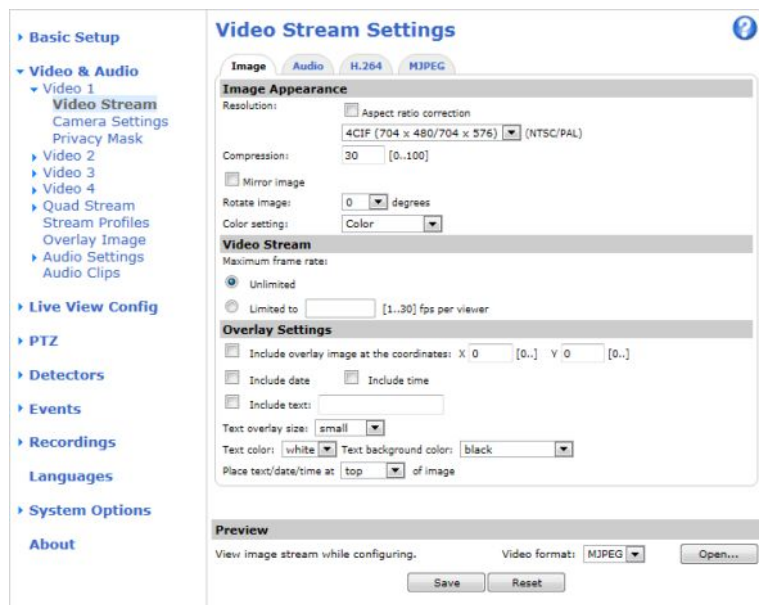 Basic Setup
Video & Audio
Video 1
Video Stream
Camera Settings
Privacy Mask
Video 2
Video 3
Video 4
Quad Stream
Stream Profiles
Overlay Image
Audio Settings
Audio Clips
Live View Config
PTZ
Detectors
Events
Recordings
Languages
System Options
About
Video Stream Settings ?
Image Audio H.264 MJPEG
Image Appearance
Resolution: Aspect ratio correction
4CIF (704 x 480/704 x 576) (NTSC/PAL)
Compression: 30 [0..100]
Mirror image
Rotate image: 0 degrees
Color setting: Color
Video Stream
Maximum frame rate:
Unlimited
Limited to [1..30] fps per viewer
Overlay Settings
Include overlay image at the coordinates: X 0 [0..] Y 0 [0..]
Include date Include time
Include text:
Text overlay size: small
Text color: white Text background color: black
Place text/date/time at top of image
Preview
View image stream while configuring. Video format: MJPEG Open...
Save Reset